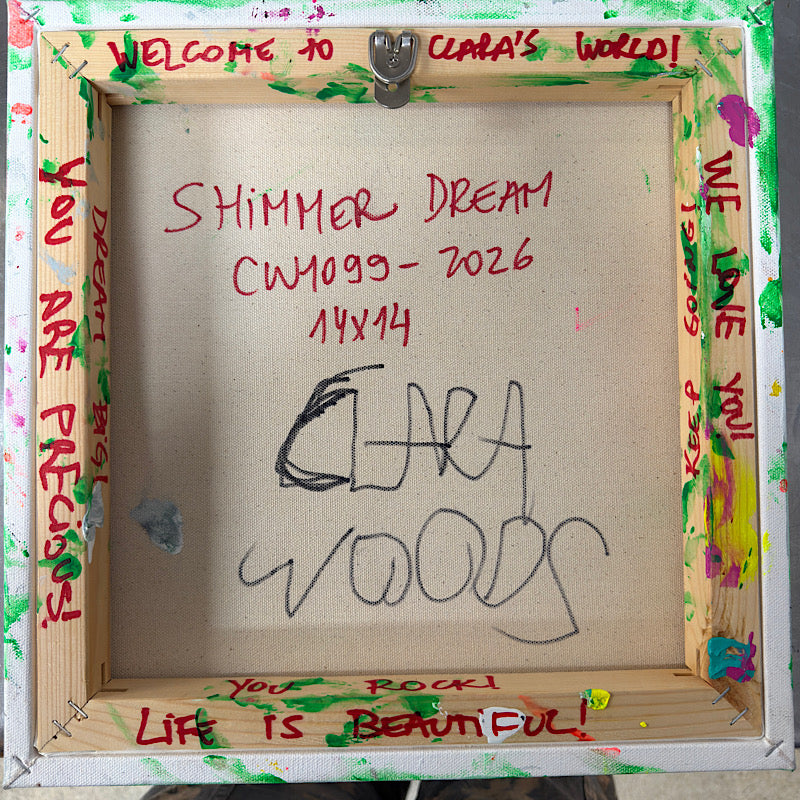 WELCOME TO CLARA'S WORLD!
SHiMMER DREAM
CW1099-2026
14X14
CLARA
WOODS
YOU ARE PRECiOUS!
DREAM BiG!
WE LOVE YOU!
KEEP GOiNG!
YOU ROCK!
LiFE iS BEAUTiFUL!